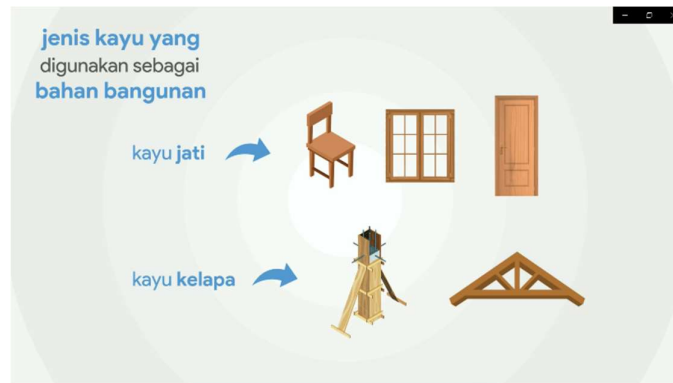 jenis kayu yang
digunakan sebagai
bahan bangunan
kayu jati
kayu kelapa